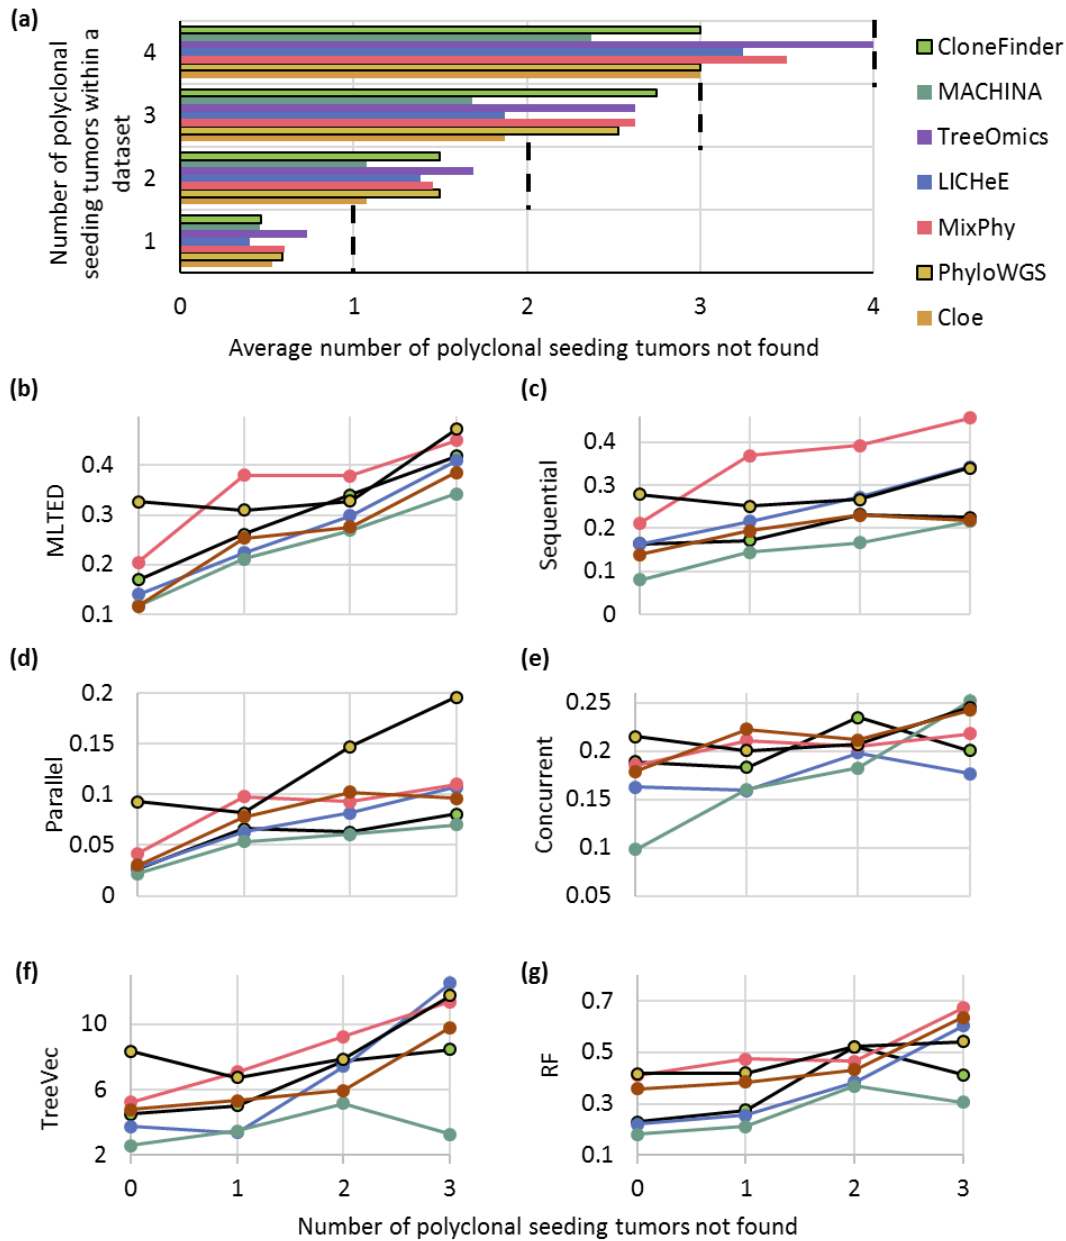 (a)
Number of polyclonal
seeding tumors within a
dataset
4
3
2
1
0 1 2 3 4
Average number of polyclonal seeding tumors not found
CloneFinder
MACHINA
TreeOmics
LICHeE
MixPhy
PhyloWGS
Cloe
(b)
MLTED
0.4
0.3
0.2
0.1
(c)
Sequential
0.4
0.3
0.2
0.1
0
(d)
Parallel
0.2
0.15
0.1
0.05
0
(e)
Concurrent
0.25
0.2
0.15
0.1
0.05
(f)
TreeVec
10
6
2
0 1 2 3
(g)
RF
0.7
0.5
0.3
0.1
0 1 2 3
Number of polyclonal seeding tumors not found